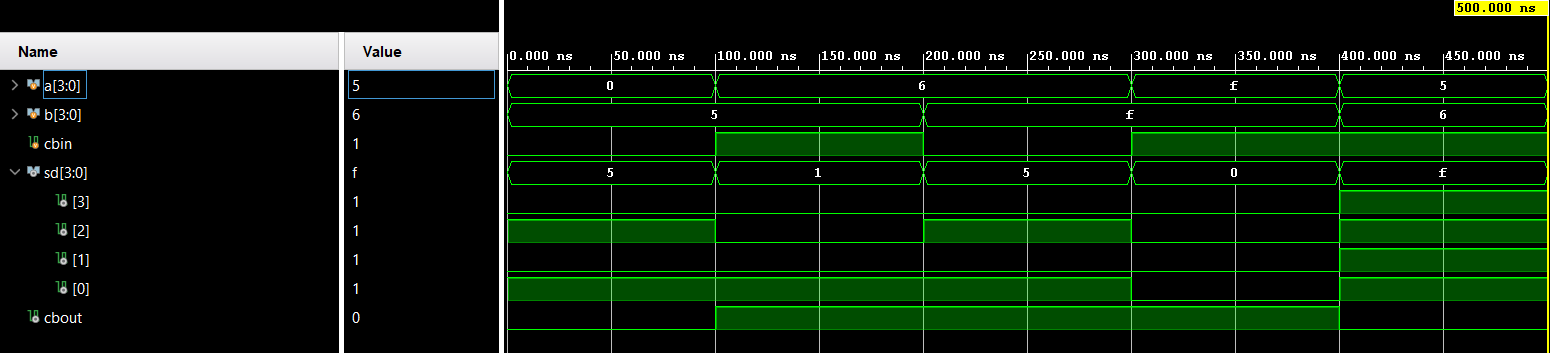 500.000 ns
Name Value
0.000 ns 50.000 ns 100.000 ns 150.000 ns 200.000 ns 250.000 ns 300.000 ns 350.000 ns 400.000 ns 450.000 ns
a[3:0] 5 0 6 f 5
b[3:0] 6 5 f 6
cbin 1
sd[3:0] f 5 1 5 0 f
[3] 1
[2] 1
[1] 1
[0] 1
cbout 0